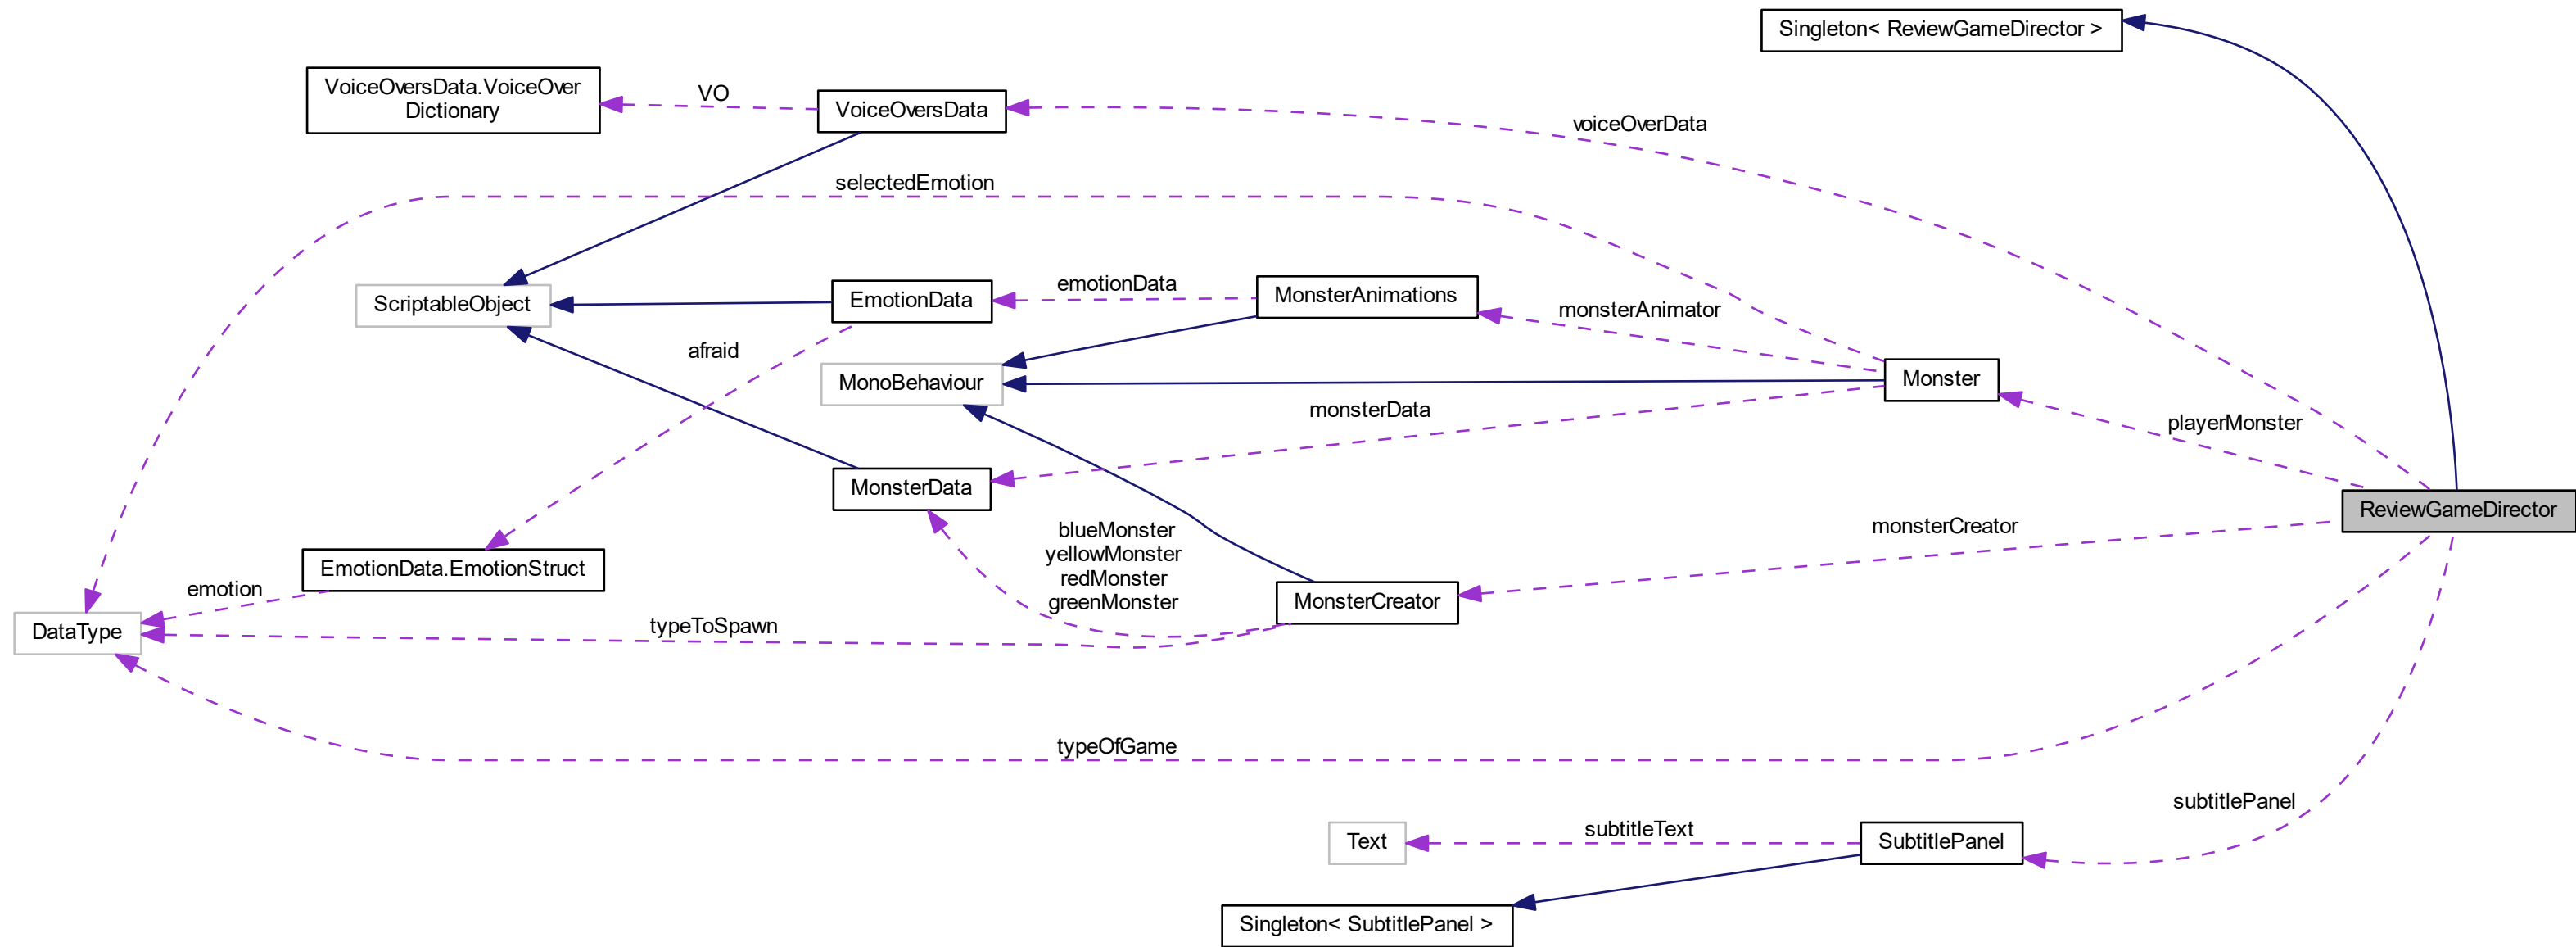 Singleton< ReviewGameDirector >
VoiceOversData.VoiceOver
Dictionary
VO
VoiceOversData
voiceOverData
selectedEmotion
ScriptableObject
EmotionData
emotionData
MonsterAnimations
monsterAnimator
afraid
MonoBehaviour
Monster
monsterData
playerMonster
MonsterData
ReviewGameDirector
blueMonster
yellowMonster
redMonster
greenMonster
monsterCreator
EmotionData.EmotionStruct
emotion
MonsterCreator
DataType
typeToSpawn
typeOfGame
subtitlePanel
Text
subtitleText
SubtitlePanel
Singleton< SubtitlePanel >